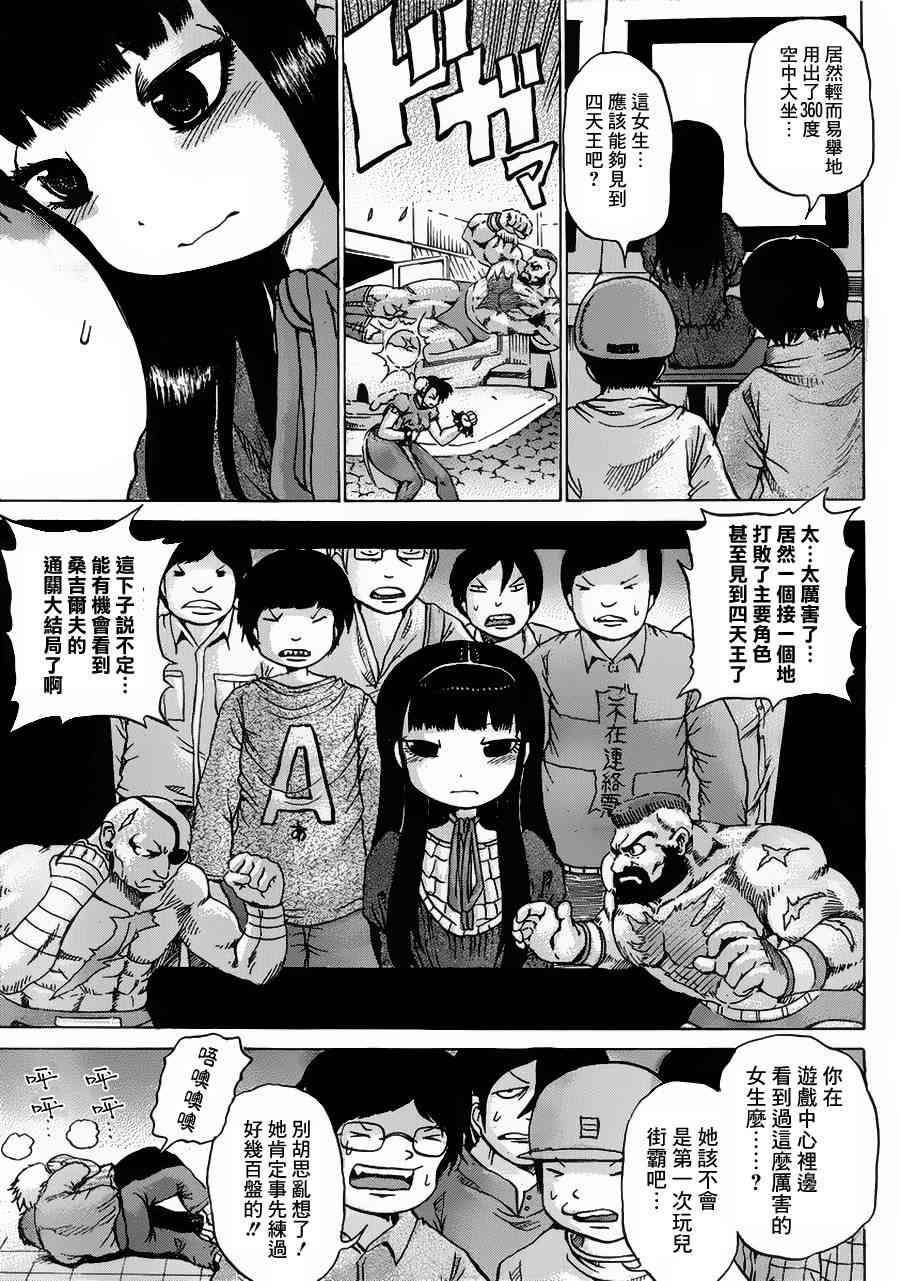 居然輕而易舉地
用出了360度
空中大坐…
這女生…
應該能夠見到
四天王吧？
ドドオ
太…太厲害了…
居然一個接一個地
打敗了主要角色
甚至見到四天王了
這下子說不定…
能有機會看到
桑吉爾夫的
通關大結局了啊
A
あ
不在連絡票
你在
遊戲中心裡邊
看到過這麼厲害的
女生麼……？
她該不會
是第一次玩兒
街霸吧…
別胡思亂想了！
她肯定事先練過
好幾百盤的!!
唔噢噢噢
呼
呼
呼
呼